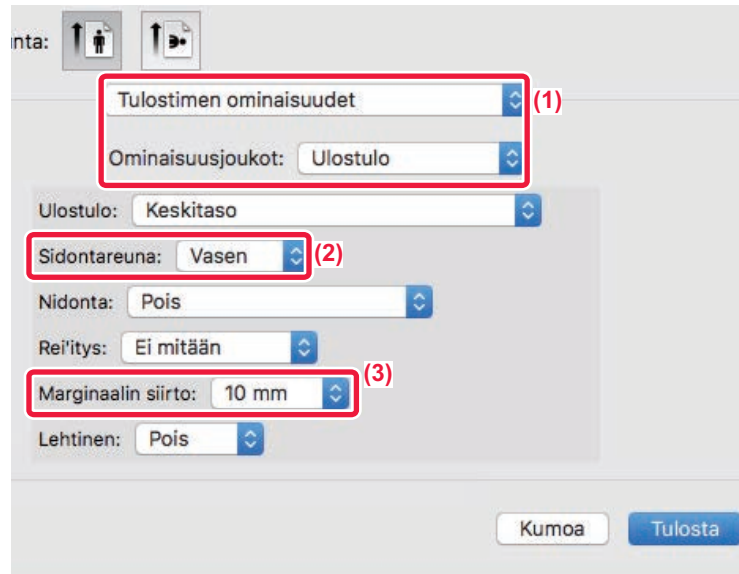 nta:
Tulostimen ominaisuudet (1)
Ominaisuusjoukot: Ulostulo
Ulostulo: Keskitaso
Sidontareuna: Vasen (2)
Nidonta: Pois
Rei'itys: Ei mitään
(3)
Marginaalin siirto: 10 mm
Lehtinen: Pois
Kumoa Tulosta